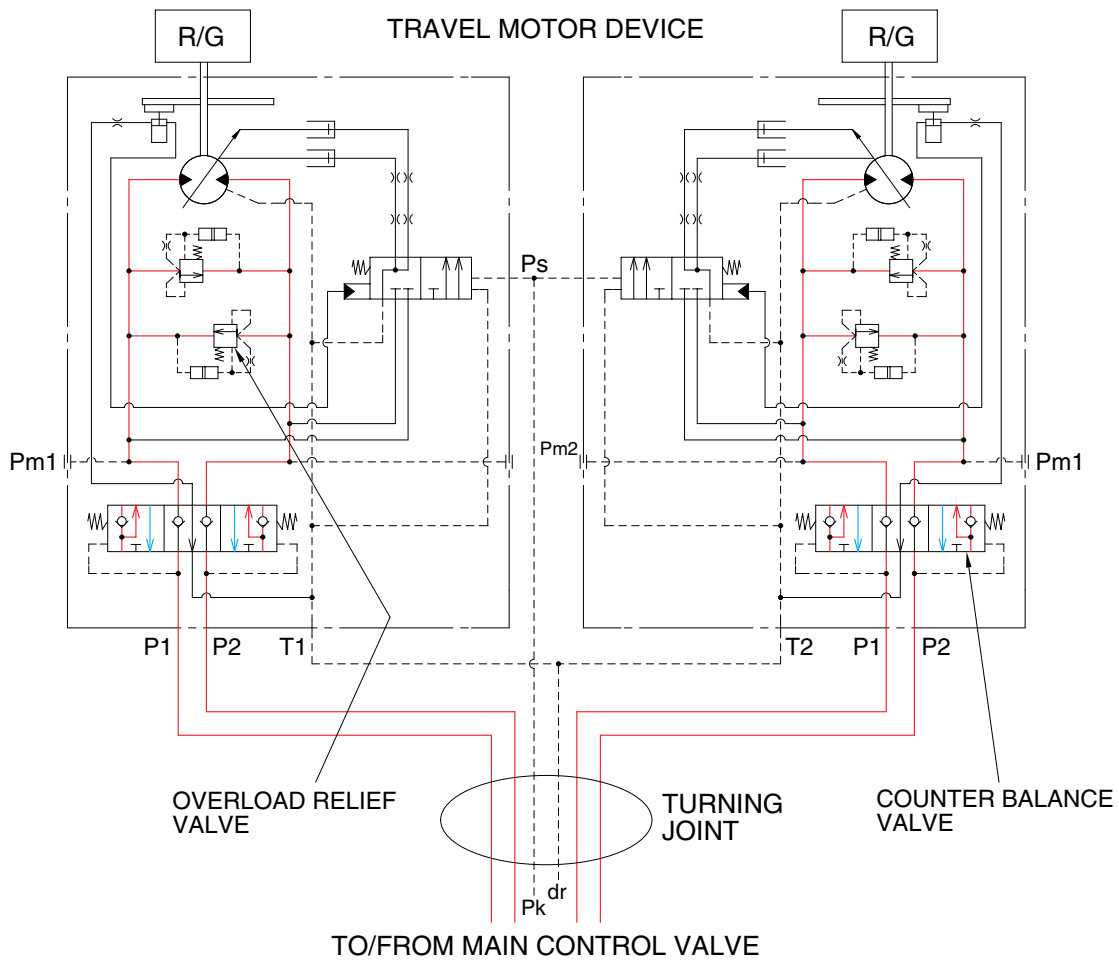 TRAVEL MOTOR DEVICE
R/G
R/G
Ps
Pm1
Pm2
Pm1
P1
P2
T1
T2
P1
P2
OVERLOAD RELIEF
VALVE
TURNING
JOINT
COUNTER BALANCE
VALVE
Pk
dr
TO/FROM MAIN CONTROL VALVE